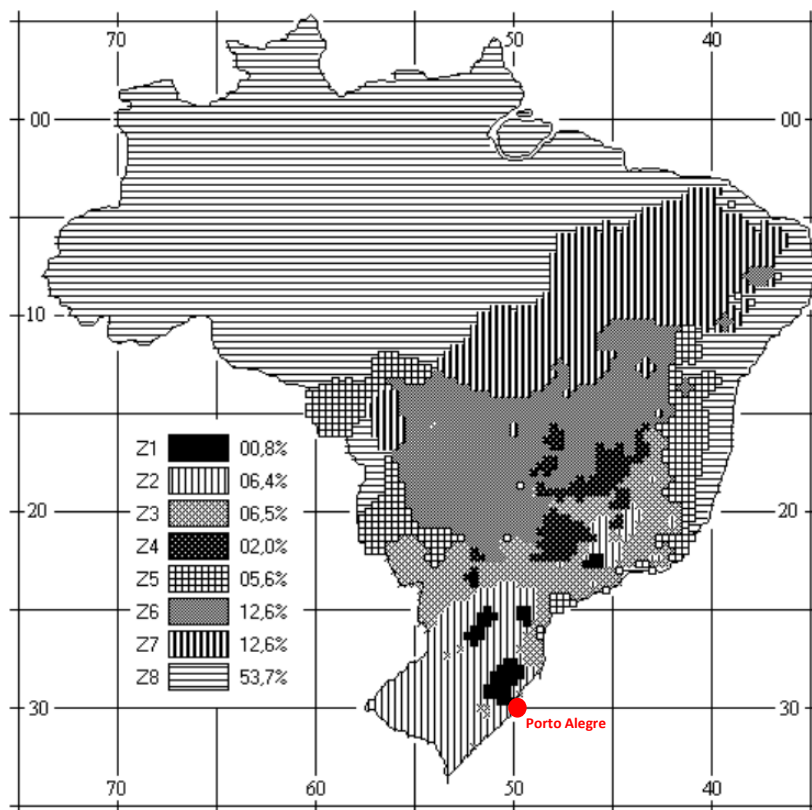 70 50 40
00 00
10
Z1 00,8%
Z2 06,4%
Z3 06,5%
Z4 02,0%
Z5 05,6%
Z6 12,6%
Z7 12,6%
Z8 53,7%
20 20
30 30
Porto Alegre
70 60 50 40